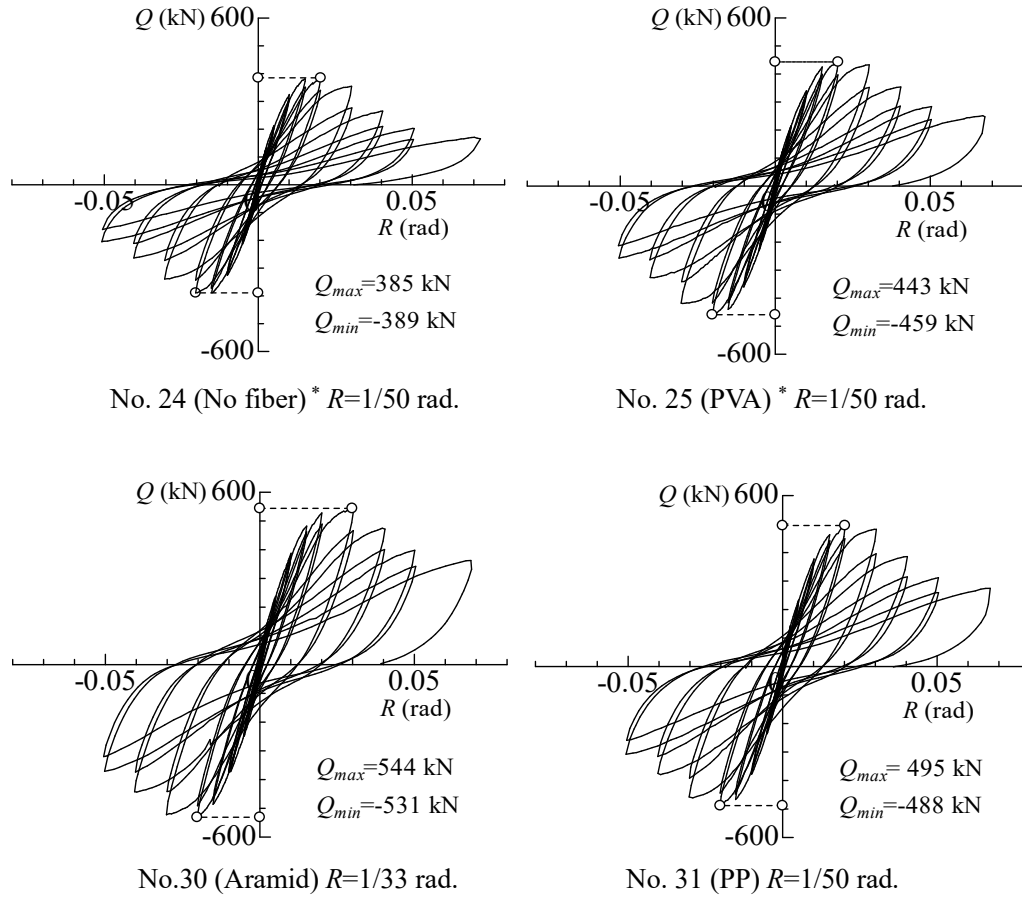 Q (kN) 600
-0.05 0.05
R (rad)
Qmax=385 kN
Qmin=-389 kN
-600
No. 24 (No fiber) * R=1/50 rad.
Q (kN) 600
-0.05 0.05
R (rad)
Qmax=443 kN
Qmin=-459 kN
-600
No. 25 (PVA) * R=1/50 rad.
Q (kN) 600
-0.05 0.05
R (rad)
Qmax=544 kN
Qmin=-531 kN
-600
No.30 (Aramid) R=1/33 rad.
Q (kN) 600
-0.05 0.05
R (rad)
Qmax= 495 kN
Qmin=-488 kN
-600
No. 31 (PP) R=1/50 rad.